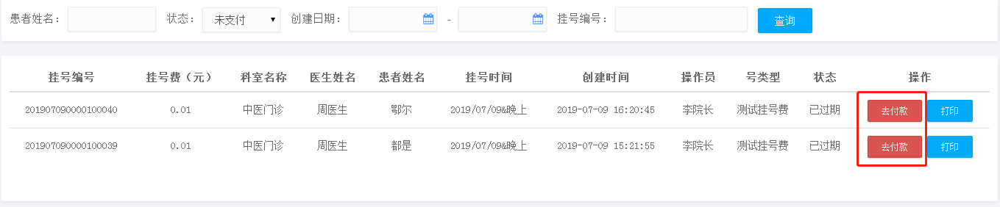 患者姓名： 状态： 未支付 创建日期： - 挂号编号： 查询
挂号编号 挂号费（元） 科室名称 医生姓名 患者姓名 挂号时间 创建时间 操作员 号类型 状态 操作
201907090000100040 0.01 中医门诊 周医生 鄂尔 2019/07/09&晚上 2019-07-09 16:20:45 李院长 测试挂号费 已过期 去付款 打印
201907090000100039 0.01 中医门诊 周医生 都是 2019/07/09&晚上 2019-07-09 15:21:55 李院长 测试挂号费 已过期 去付款 打印